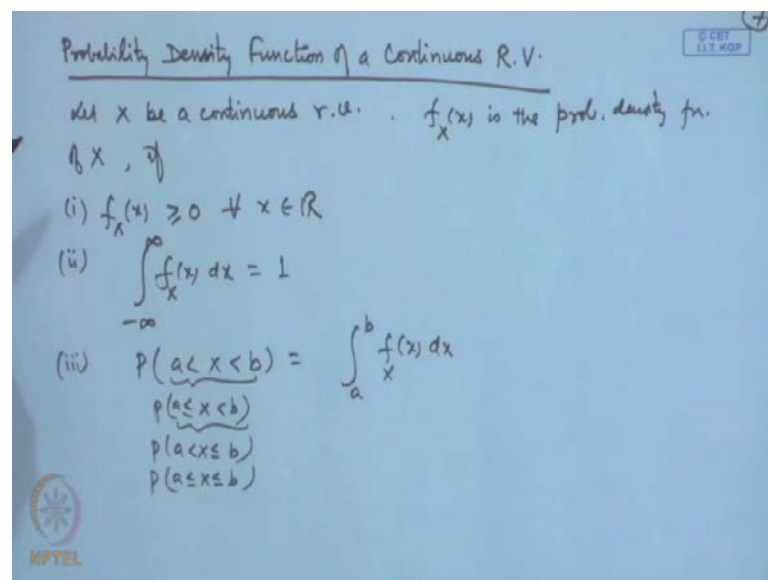 7
© CET
I.I.T. KGP
Probability Density Function of a Continuous R.V.
Let X be a continuous r.v. . f_X(x) is the prob. density fn.
of X , if
(i) f_X(x) ≥ 0 ∀ x ∈ ℝ
(ii) ∫_{-∞}^{∞} f_X(x) dx = 1
(iii) P(a < X < b) = ∫_a^b f_X(x) dx
P(a ≤ X < b)
P(a < X ≤ b)
P(a ≤ X ≤ b)
NPTEL